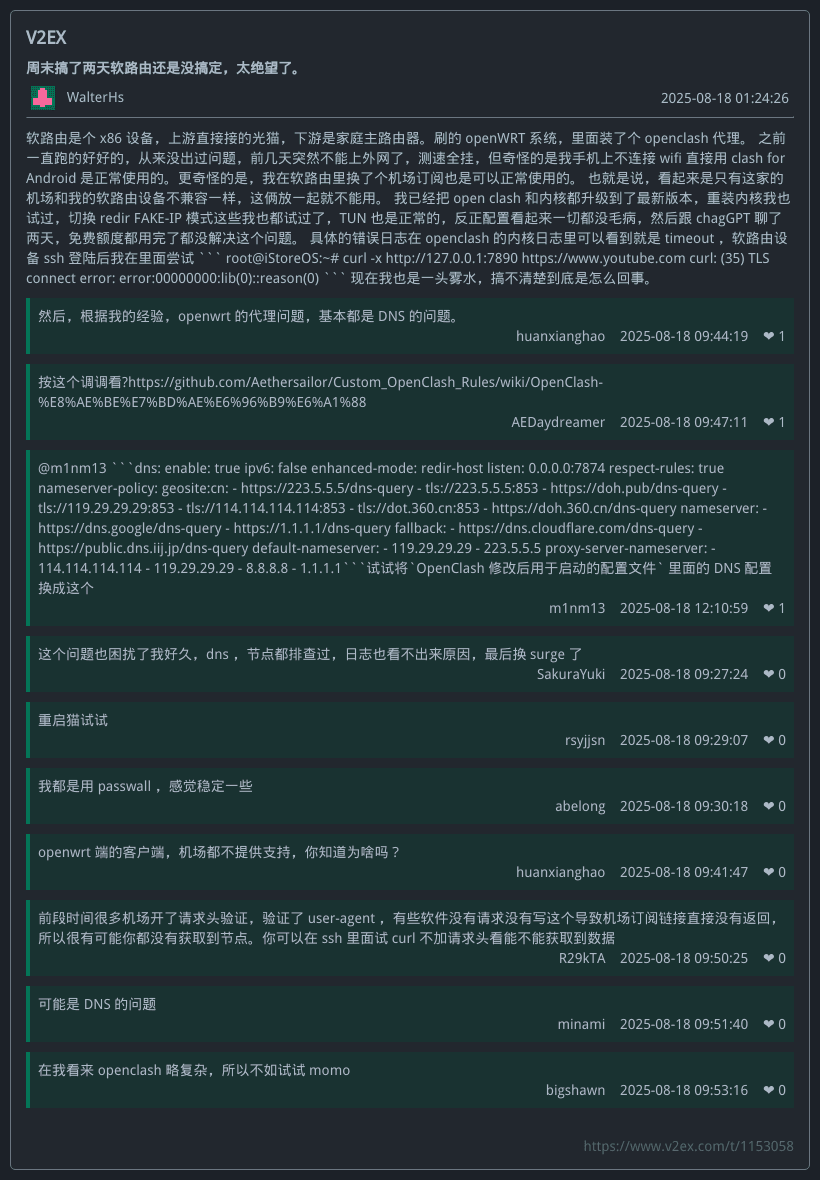 V2EX
周末搞了两天软路由还是没搞定，太绝望了。
WalterHs 2025-08-18 01:24:26
软路由是个 x86 设备，上游直接接的光猫，下游是家庭主路由器。刷的 openWRT 系统，里面装了个 openclash 代理。 之前
一直跑的好好的，从来没出过问题，前几天突然不能上外网了，测速全挂，但奇怪的是我手机上不连接 wifi 直接用 clash for
Android 是正常使用的。更奇怪的是，我在软路由里换了个机场订阅也是可以正常使用的。 也就是说，看起来是只有这家的
机场和我的软路由设备不兼容一样，这俩放一起就不能用。 我已经把 open clash 和内核都升级到了最新版本，重装内核我也
试过，切换 redir FAKE-IP 模式这些我也都试过了，TUN 也是正常的，反正配置看起来一切都没毛病，然后跟 chagGPT 聊了
两天，免费额度都用完了都没解决这个问题。 具体的错误日志在 openclash 的内核日志里可以看到就是 timeout ，软路由设
备 ssh 登陆后我在里面尝试 ``` root@iStoreOS:~# curl -x http://127.0.0.1:7890 https://www.youtube.com curl: (35) TLS
connect error: error:00000000:lib(0)::reason(0) ``` 现在我也是一头雾水，搞不清楚到底是怎么回事。
然后，根据我的经验，openwrt 的代理问题，基本都是 DNS 的问题。
huanxianghao 2025-08-18 09:44:19 ❤ 1
按这个调调看?https://github.com/Aethersailor/Custom_OpenClash_Rules/wiki/OpenClash-
%E8%AE%BE%E7%BD%AE%E6%96%B9%E6%A1%88
AEDaydreamer 2025-08-18 09:47:11 ❤ 1
@m1nm13 ```dns: enable: true ipv6: false enhanced-mode: redir-host listen: 0.0.0.0:7874 respect-rules: true
nameserver-policy: geosite:cn: - https://223.5.5.5/dns-query - tls://223.5.5.5:853 - https://doh.pub/dns-query -
tls://119.29.29.29:853 - tls://114.114.114.114:853 - tls://dot.360.cn:853 - https://doh.360.cn/dns-query nameserver: -
https://dns.google/dns-query - https://1.1.1.1/dns-query fallback: - https://dns.cloudflare.com/dns-query -
https://public.dns.iij.jp/dns-query default-nameserver: - 119.29.29.29 - 223.5.5.5 proxy-server-nameserver: -
114.114.114.114 - 119.29.29.29 - 8.8.8.8 - 1.1.1.1```试试将`OpenClash 修改后用于启动的配置文件` 里面的 DNS 配置
换成这个
m1nm13 2025-08-18 12:10:59 ❤ 1
这个问题也困扰了我好久，dns ，节点都排查过，日志也看不出来原因，最后换 surge 了
SakuraYuki 2025-08-18 09:27:24 ❤ 0
重启猫试试
rsyjjsn 2025-08-18 09:29:07 ❤ 0
我都是用 passwall ，感觉稳定一些
abelong 2025-08-18 09:30:18 ❤ 0
openwrt 端的客户端，机场都不提供支持，你知道为啥吗？
huanxianghao 2025-08-18 09:41:47 ❤ 0
前段时间很多机场开了请求头验证，验证了 user-agent ，有些软件没有请求没有写这个导致机场订阅链接直接没有返回，
所以很有可能你都没有获取到节点。你可以在 ssh 里面试 curl 不加请求头看能不能获取到数据
R29kTA 2025-08-18 09:50:25 ❤ 0
可能是 DNS 的问题
minami 2025-08-18 09:51:40 ❤ 0
在我看来 openclash 略复杂，所以不如试试 momo
bigshawn 2025-08-18 09:53:16 ❤ 0
https://www.v2ex.com/t/1153058